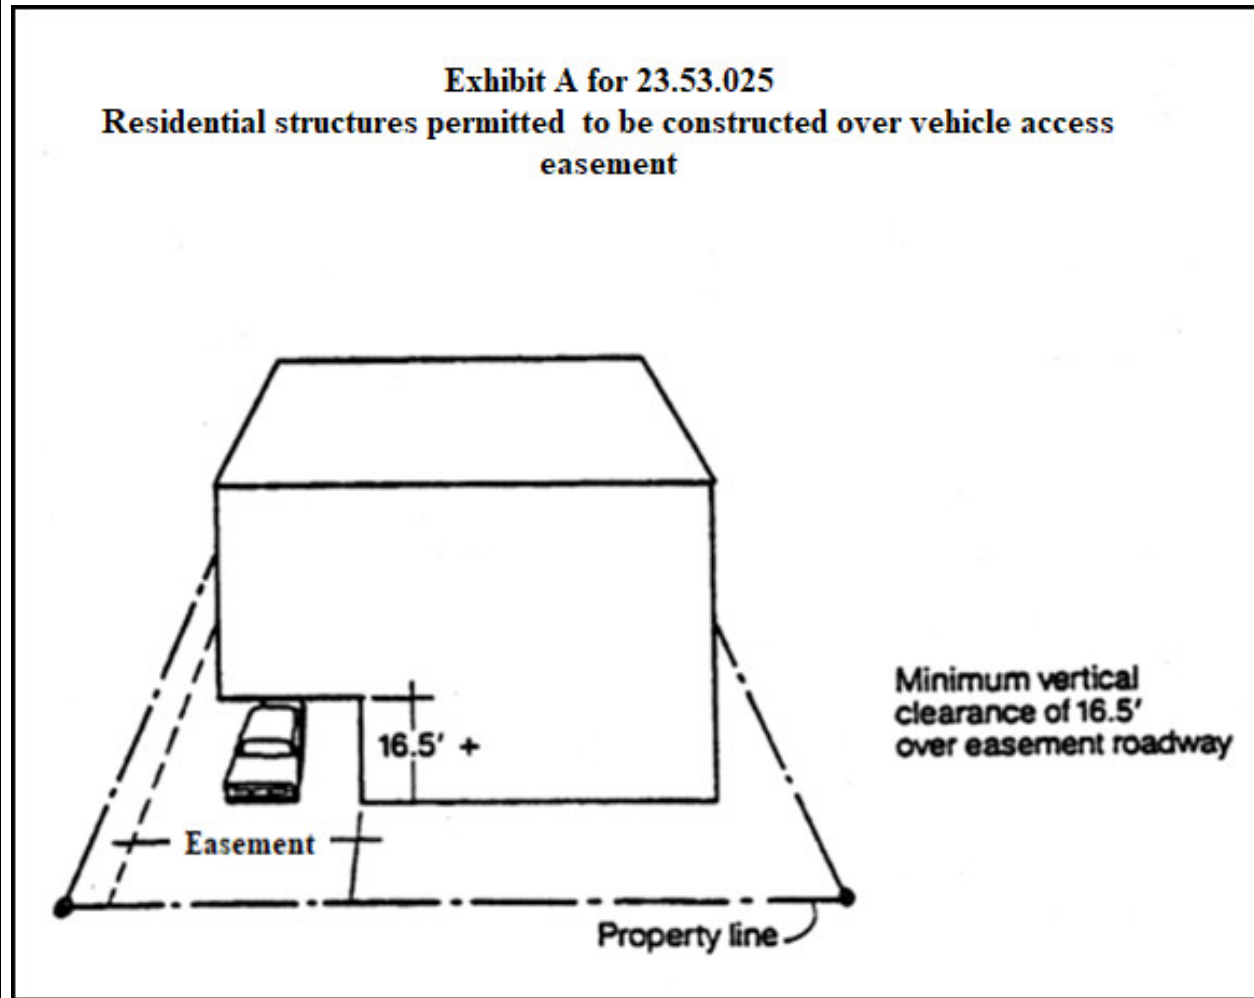 Exhibit A for 23.53.025
Residential structures permitted to be constructed over vehicle access
easement
16.5' +
Minimum vertical
clearance of 16.5'
over easement roadway
Easement
Property line